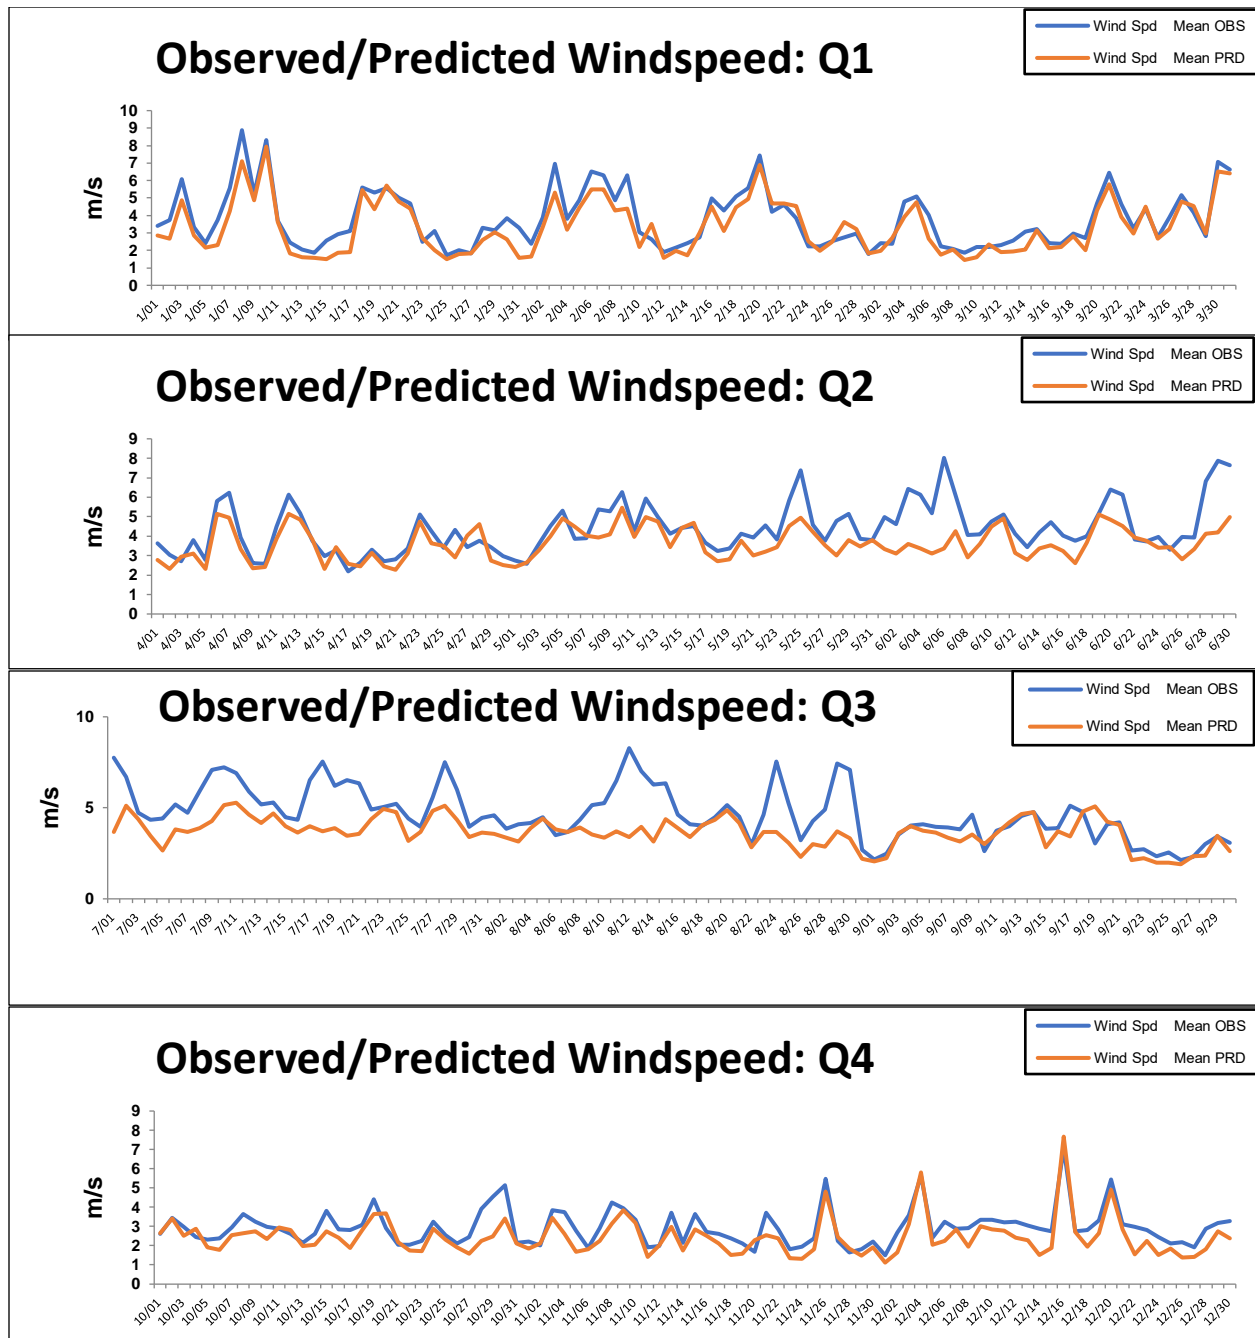 Observed/Predicted Windspeed: Q1
Wind Spd Mean OBS
Wind Spd Mean PRD
m/s
10
9
8
7
6
5
4
3
2
1
0
1/01 1/03 1/05 1/07 1/09 1/11 1/13 1/15 1/17 1/19 1/21 1/23 1/25 1/27 1/29 1/31 2/02 2/04 2/06 2/08 2/10 2/12 2/14 2/16 2/18 2/20 2/22 2/24 2/26 2/28 3/02 3/04 3/06 3/08 3/10 3/12 3/14 3/16 3/18 3/20 3/22 3/24 3/26 3/28 3/30
Observed/Predicted Windspeed: Q2
Wind Spd Mean OBS
Wind Spd Mean PRD
m/s
9
8
7
6
5
4
3
2
1
0
4/01 4/03 4/05 4/07 4/09 4/11 4/13 4/15 4/17 4/19 4/21 4/23 4/25 4/27 4/29 5/01 5/03 5/05 5/07 5/09 5/11 5/13 5/15 5/17 5/19 5/21 5/23 5/25 5/27 5/29 5/31 6/02 6/04 6/06 6/08 6/10 6/12 6/14 6/16 6/18 6/20 6/22 6/24 6/26 6/28 6/30
Observed/Predicted Windspeed: Q3
Wind Spd Mean OBS
Wind Spd Mean PRD
m/s
10
5
0
7/01 7/03 7/05 7/07 7/09 7/11 7/13 7/15 7/17 7/19 7/21 7/23 7/25 7/27 7/29 7/31 8/02 8/04 8/06 8/08 8/10 8/12 8/14 8/16 8/18 8/20 8/22 8/24 8/26 8/28 8/30 9/01 9/03 9/05 9/07 9/09 9/11 9/13 9/15 9/17 9/19 9/21 9/23 9/25 9/27 9/29
Observed/Predicted Windspeed: Q4
Wind Spd Mean OBS
Wind Spd Mean PRD
m/s
9
8
7
6
5
4
3
2
1
0
10/01 10/03 10/05 10/07 10/09 10/11 10/13 10/15 10/17 10/19 10/21 10/23 10/25 10/27 10/29 10/31 11/02 11/04 11/06 11/08 11/10 11/12 11/14 11/16 11/18 11/20 11/22 11/24 11/26 11/28 11/30 12/02 12/04 12/06 12/08 12/10 12/12 12/14 12/16 12/18 12/20 12/22 12/24 12/26 12/28 12/30